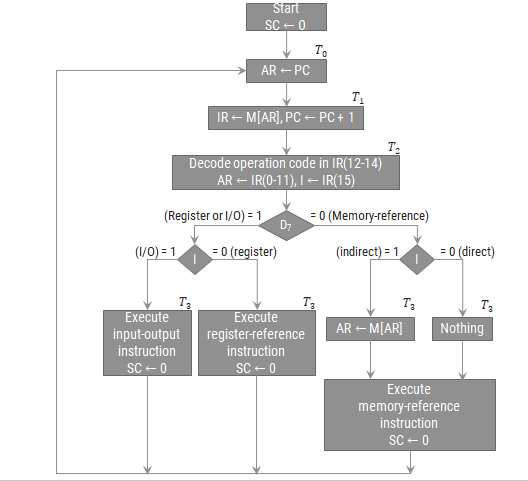 Start
SC ← 0
T₀
AR ← PC
T₁
IR ← M[AR], PC ← PC + 1
T₂
Decode operation code in IR(12-14)
AR ← IR(0-11), I ← IR(15)
(Register or I/O) = 1
D₇
= 0 (Memory-reference)
(I/O) = 1
I
= 0 (register)
(indirect) = 1
I
= 0 (direct)
T₃
T₃
T₃
T₃
Execute
input-output
instruction
SC ← 0
Execute
register-reference
instruction
SC ← 0
AR ← M[AR]
Nothing
Execute
memory-reference
instruction
SC ← 0